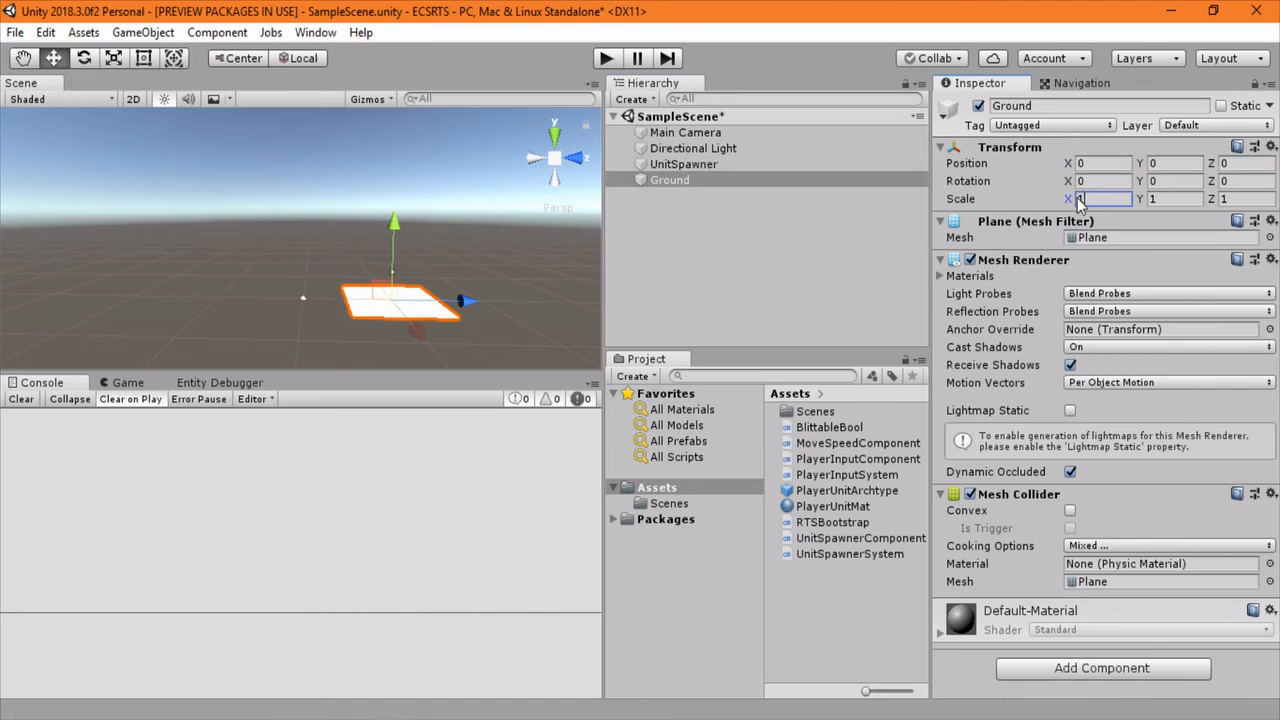 Unity 2018.3.0f2 Personal - [PREVIEW PACKAGES IN USE] - SampleScene.unity - ECSRTS - PC, Mac & Linux Standalone* <DX11>
File Edit Assets GameObject Component Jobs Window Help
Center Local Collab Account Layers Layout
Scene
Shaded 2D Gizmos All
y
z
Persp
Hierarchy
Create All
SampleScene*
Main Camera
Directional Light
UnitSpawner
Ground
Console Game Entity Debugger
Clear Collapse Clear on Play Error Pause Editor 0 0 0
Project
Create
Favorites
All Materials
All Models
All Prefabs
All Scripts
Assets
Scenes
Packages
Assets
Scenes
BlittableBool
MoveSpeedComponent
PlayerInputComponent
PlayerInputSystem
PlayerUnitArchtype
PlayerUnitMat
RTSBootstrap
UnitSpawnerComponent
UnitSpawnerSystem
Inspector Navigation
Ground Static
Tag Untagged Layer Default
Transform
Position X 0 Y 0 Z 0
Rotation X 0 Y 0 Z 0
Scale X 1 Y 1 Z 1
Plane (Mesh Filter)
Mesh Plane
Mesh Renderer
Materials
Light Probes Blend Probes
Reflection Probes Blend Probes
Anchor Override None (Transform)
Cast Shadows On
Receive Shadows
Motion Vectors Per Object Motion
Lightmap Static
To enable generation of lightmaps for this Mesh Renderer,
please enable the 'Lightmap Static' property.
Dynamic Occluded
Mesh Collider
Convex
Is Trigger
Cooking Options Mixed ...
Material None (Physic Material)
Mesh Plane
Default-Material
Shader Standard
Add Component